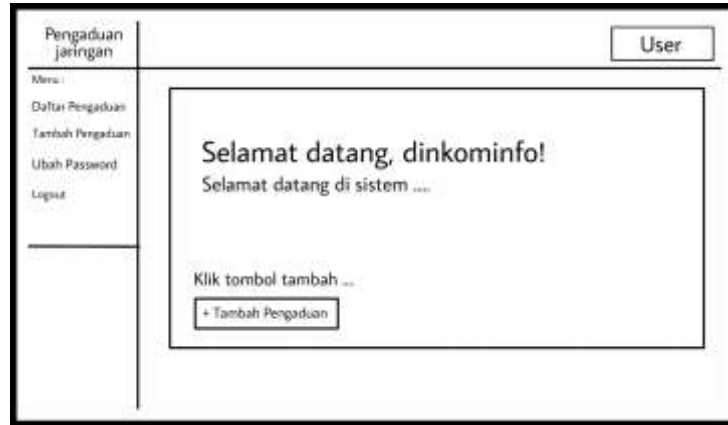 Pengaduan
jaringan
User
Menu :
Daftar Pengaduan
Tambah Pengaduan
Ubah Password
Logout
Selamat datang, dinkominfo!
Selamat datang di sistem ....
Klik tombol tambah ...
+ Tambah Pengaduan